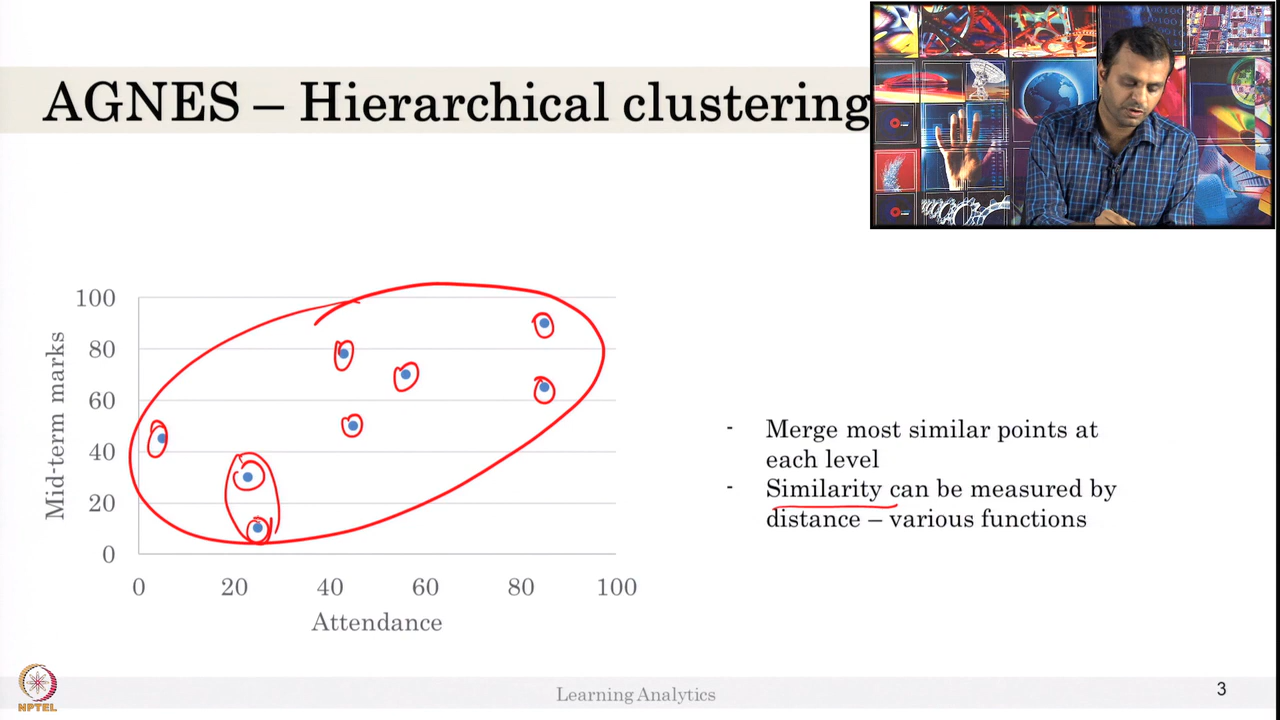 AGNES – Hierarchical clustering
100
80
60
40
20
0
Mid-term marks
0 20 40 60 80 100
Attendance
- Merge most similar points at
each level
- Similarity can be measured by
distance – various functions
NPTEL
Learning Analytics
3